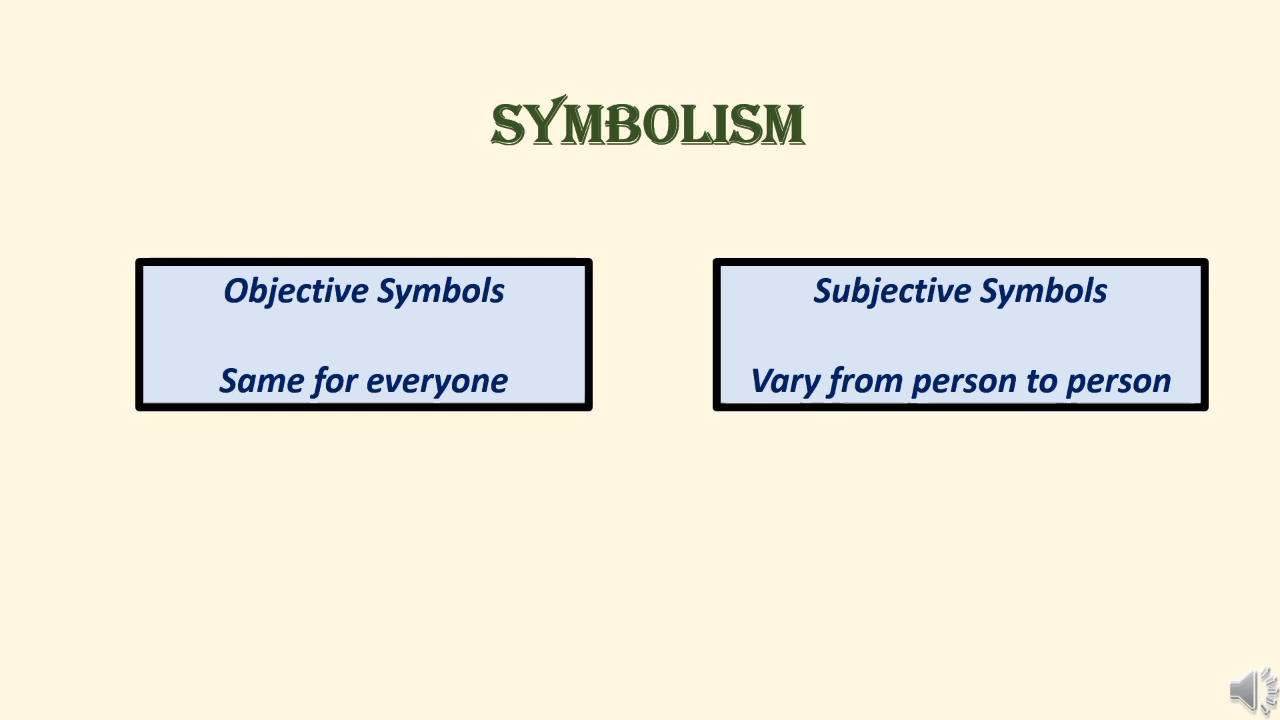 SYMBOLISM
Objective Symbols
Same for everyone
Subjective Symbols
Vary from person to person